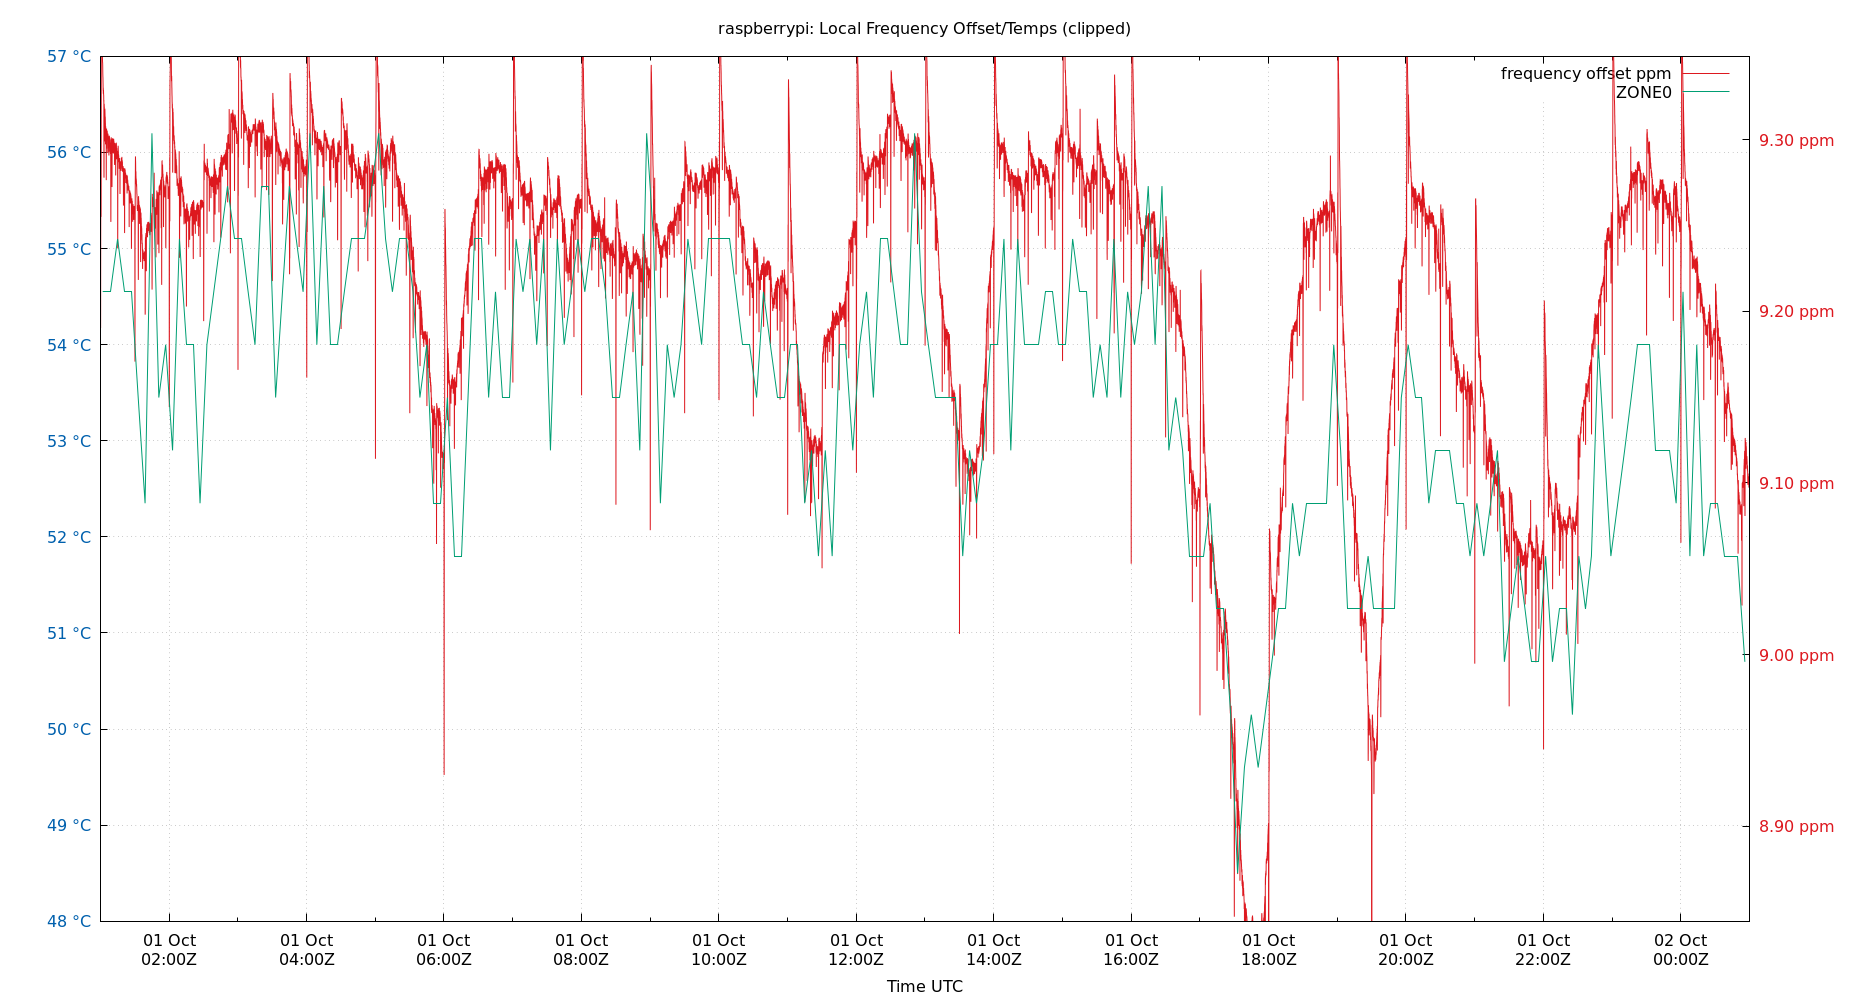 raspberrypi: Local Frequency Offset/Temps (clipped)
frequency offset ppm
ZONE0
57 °C
56 °C
55 °C
54 °C
53 °C
52 °C
51 °C
50 °C
49 °C
48 °C
9.30 ppm
9.20 ppm
9.10 ppm
9.00 ppm
8.90 ppm
01 Oct 01 Oct 01 Oct 01 Oct 01 Oct 01 Oct 01 Oct 01 Oct 01 Oct 01 Oct 01 Oct 02 Oct
02:00Z 04:00Z 06:00Z 08:00Z 10:00Z 12:00Z 14:00Z 16:00Z 18:00Z 20:00Z 22:00Z 00:00Z
Time UTC